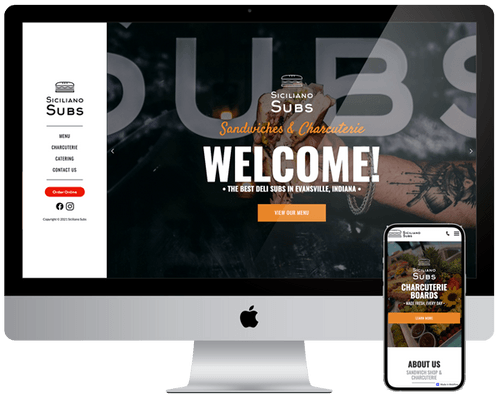 SUBS
SICILIANO
SUBS
MENU
CHARCUTERIE
CATERING
CONTACT US
Order Online
SICILIANO
SUBS
Sandwiches & Charcuterie
WELCOME!
• THE BEST DELI SUBS IN EVANSVILLE, INDIANA •
VIEW OUR MENU
SICILIANO
SUBS
SICILIANO
SUBS
CHARCUTERIE
BOARDS
• MADE FRESH, EVERY DAY •
LEARN MORE
ABOUT US
SANDWICH SHOP &
CHARCUTERIE